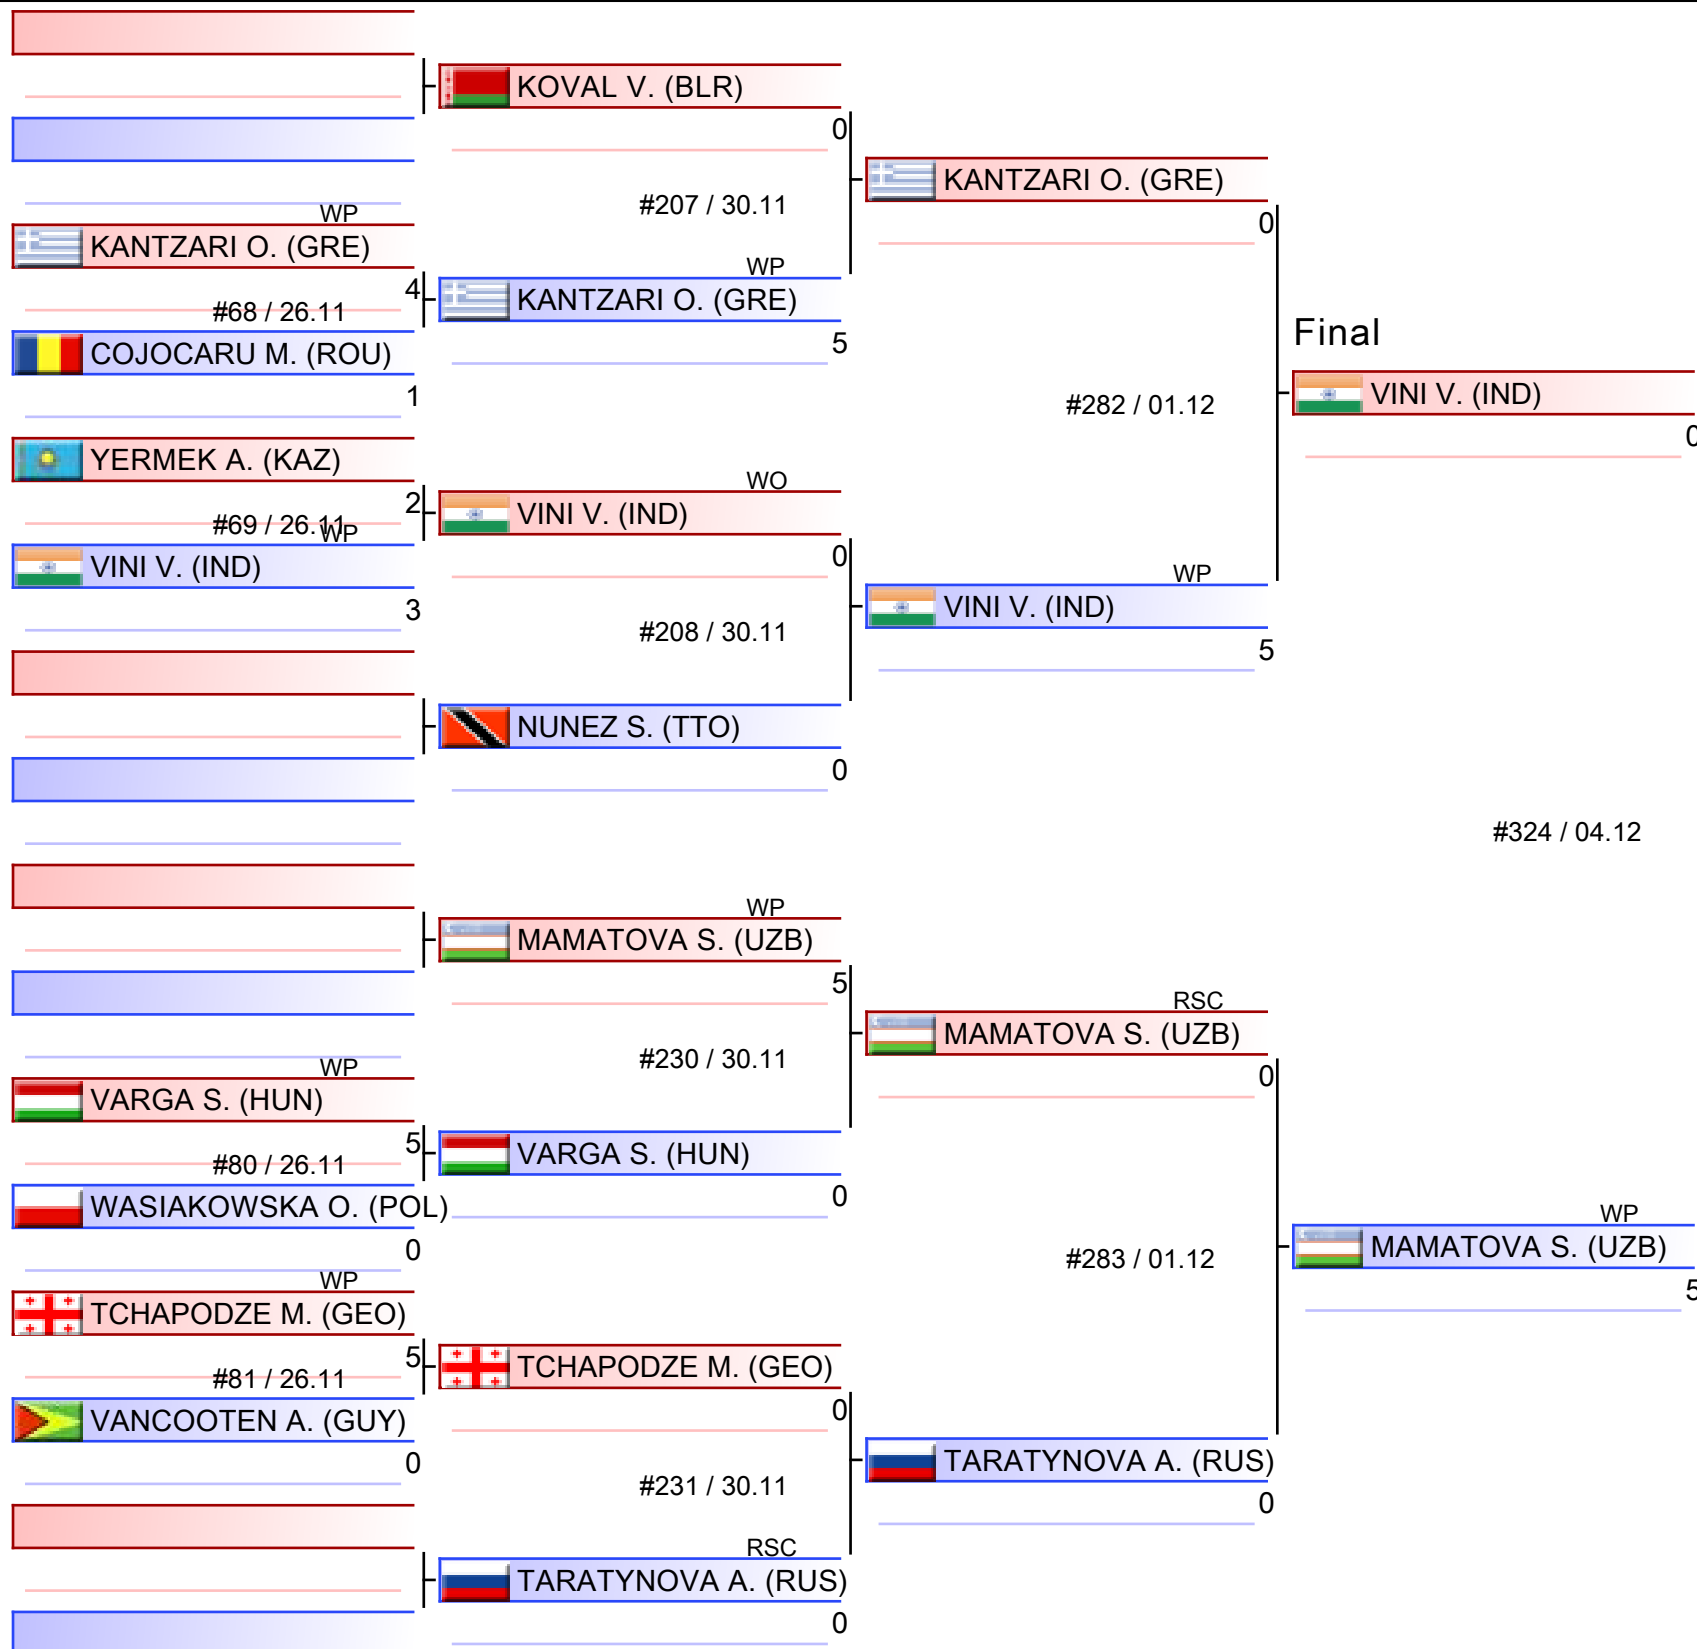 KOVAL V. (BLR)
0
#207 / 30.11
WP
KANTZARI O. (GRE)
4
#68 / 26.11
COJOCARU M. (ROU)
1
WP
KANTZARI O. (GRE)
5
KANTZARI O. (GRE)
0
#282 / 01.12
Final
VINI V. (IND)
0
YERMEK A. (KAZ)
2
#69 / 26.11
WP
VINI V. (IND)
3
WO
VINI V. (IND)
0
#208 / 30.11
WP
VINI V. (IND)
5
NUNEZ S. (TTO)
0
#324 / 04.12
WP
MAMATOVA S. (UZB)
5
#230 / 30.11
RSC
MAMATOVA S. (UZB)
0
WP
VARGA S. (HUN)
5
#80 / 26.11
WASIAKOWSKA O. (POL)
0
VARGA S. (HUN)
0
#283 / 01.12
WP
MAMATOVA S. (UZB)
5
WP
TCHAPODZE M. (GEO)
5
#81 / 26.11
VANCOOTEN A. (GUY)
0
TCHAPODZE M. (GEO)
0
#231 / 30.11
TARATYNOVA A. (RUS)
0
RSC
TARATYNOVA A. (RUS)
0